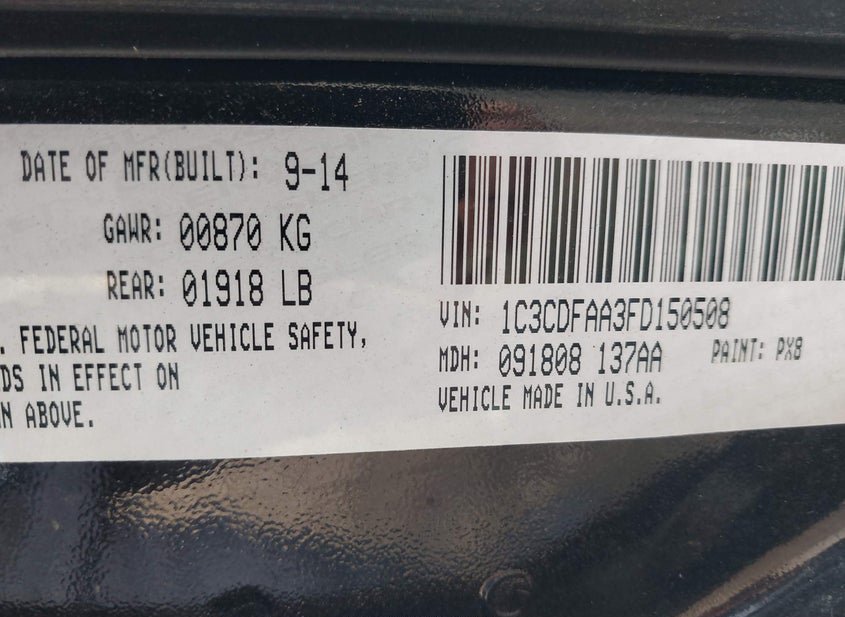 DATE OF MFR(BUILT): 9-14
GAWR: 00870 KG
REAR: 01918 LB
. FEDERAL MOTOR VEHICLE SAFETY,
DS IN EFFECT ON
N ABOVE.
VIN: 1C3CDFAA3FD150508
MDH: 091808 137AA PAINT: PX8
VEHICLE MADE IN U.S.A.